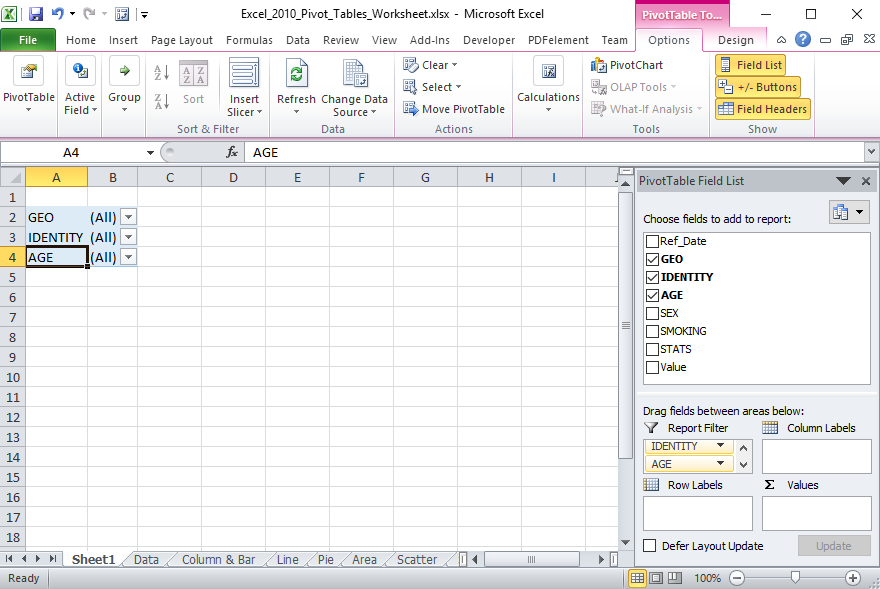 Excel_2010_Pivot_Tables_Worksheet.xlsx - Microsoft Excel
PivotTable To...
File Home Insert Page Layout Formulas Data Review View Add-Ins Developer PDFelement Team Options Design
PivotTable
Active Field
Group
Sort
Insert Slicer
Sort & Filter
Refresh
Change Data Source
Data
Clear
Select
Move PivotTable
Actions
Calculations
PivotChart
OLAP Tools
What-If Analysis
Tools
Field List
+/- Buttons
Field Headers
Show
A4 fx AGE
A B C D E F G H I J
1
2 GEO (All)
3 IDENTITY (All)
4 AGE (All)
5
6
7
8
9
10
11
12
13
14
15
16
17
18
PivotTable Field List
Choose fields to add to report:
Ref_Date
GEO
IDENTITY
AGE
SEX
SMOKING
STATS
Value
Drag fields between areas below:
Report Filter Column Labels
IDENTITY
AGE
Row Labels Σ Values
Defer Layout Update Update
Sheet1 Data Column & Bar Line Pie Area Scatter
Ready 100%